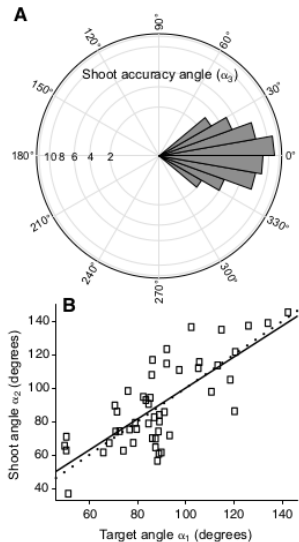 A
90°
120°
60°
Shoot accuracy angle (α3)
150°
30°
180°
10 8 6 4 2
0°
210°
330°
240°
300°
270°
B
140
120
100
80
60
40
Shoot angle α2 (degrees)
60 80 100 120 140
Target angle α1 (degrees)